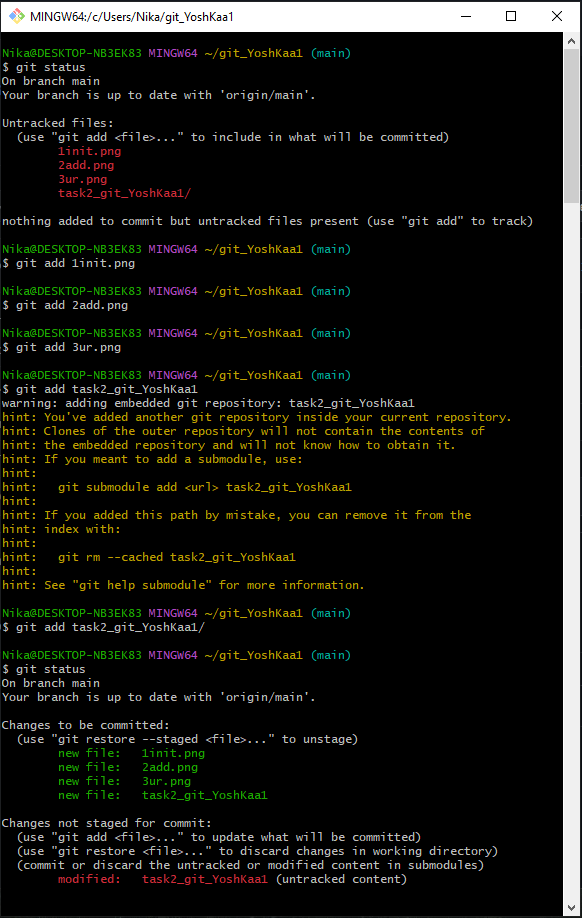 MINGW64:/c/Users/Nika/git_YoshKaa1
Nika@DESKTOP-NB3EK83 MINGW64 ~/git_YoshKaa1 (main)
$ git status
On branch main
Your branch is up to date with 'origin/main'.
Untracked files:
(use "git add <file>..." to include in what will be committed)
1init.png
2add.png
3ur.png
task2_git_YoshKaa1/
nothing added to commit but untracked files present (use "git add" to track)
Nika@DESKTOP-NB3EK83 MINGW64 ~/git_YoshKaa1 (main)
$ git add 1init.png
Nika@DESKTOP-NB3EK83 MINGW64 ~/git_YoshKaa1 (main)
$ git add 2add.png
Nika@DESKTOP-NB3EK83 MINGW64 ~/git_YoshKaa1 (main)
$ git add 3ur.png
Nika@DESKTOP-NB3EK83 MINGW64 ~/git_YoshKaa1 (main)
$ git add task2_git_YoshKaa1
warning: adding embedded git repository: task2_git_YoshKaa1
hint: You've added another git repository inside your current repository.
hint: Clones of the outer repository will not contain the contents of
hint: the embedded repository and will not know how to obtain it.
hint: If you meant to add a submodule, use:
hint:
hint:   git submodule add <url> task2_git_YoshKaa1
hint:
hint: If you added this path by mistake, you can remove it from the
hint: index with:
hint:
hint:   git rm --cached task2_git_YoshKaa1
hint:
hint: See "git help submodule" for more information.
Nika@DESKTOP-NB3EK83 MINGW64 ~/git_YoshKaa1 (main)
$ git add task2_git_YoshKaa1/
Nika@DESKTOP-NB3EK83 MINGW64 ~/git_YoshKaa1 (main)
$ git status
On branch main
Your branch is up to date with 'origin/main'.
Changes to be committed:
(use "git restore --staged <file>..." to unstage)
new file:   1init.png
new file:   2add.png
new file:   3ur.png
new file:   task2_git_YoshKaa1
Changes not staged for commit:
(use "git add <file>..." to update what will be committed)
(use "git restore <file>..." to discard changes in working directory)
(commit or discard the untracked or modified content in submodules)
modified:   task2_git_YoshKaa1 (untracked content)